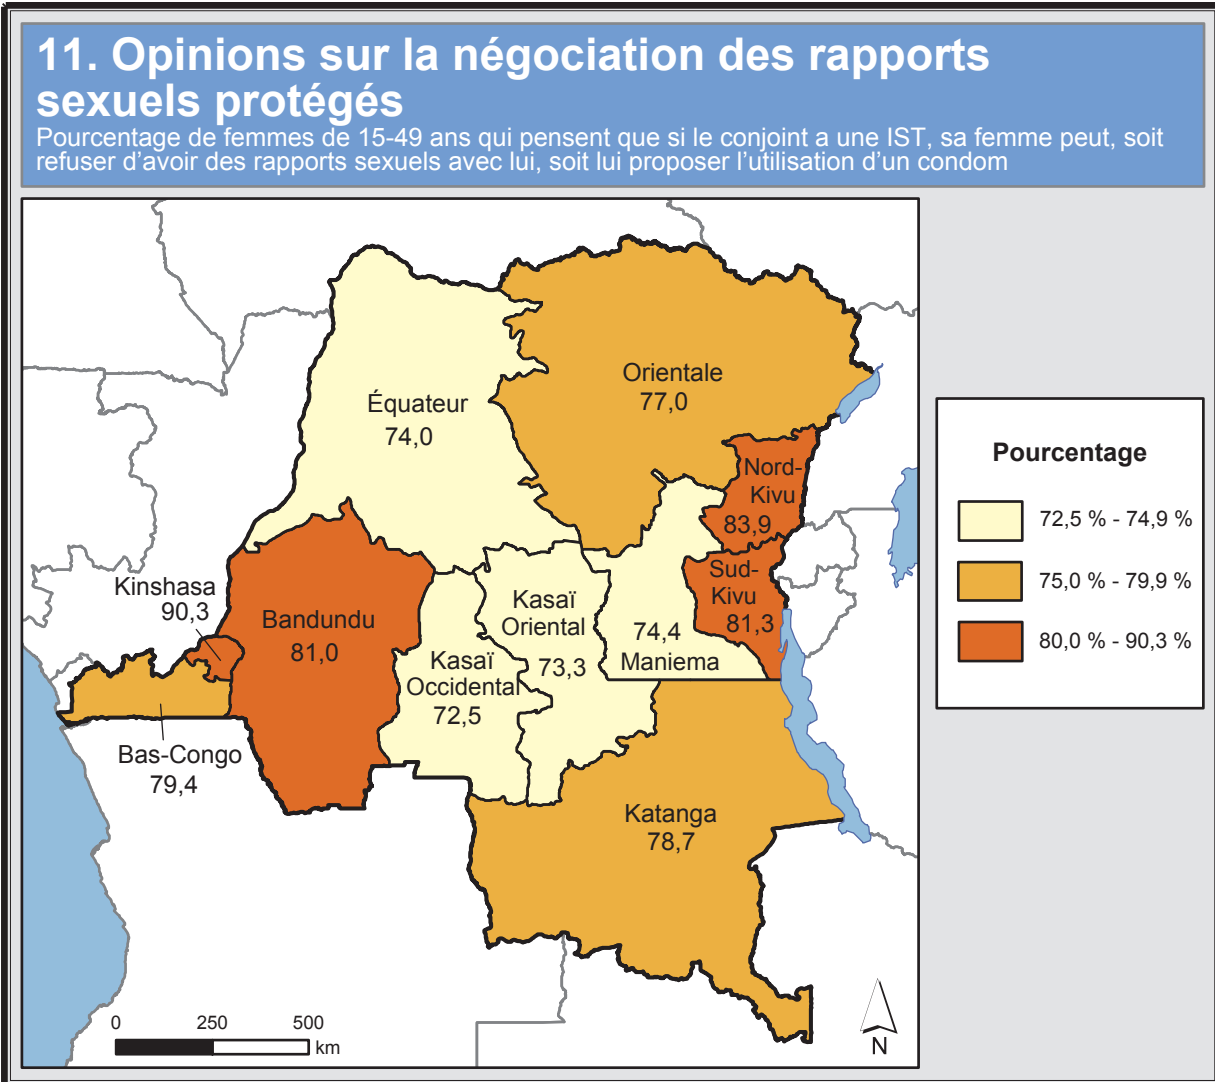 11. Opinions sur la négociation des rapports
sexuels protégés
Pourcentage de femmes de 15-49 ans qui pensent que si le conjoint a une IST, sa femme peut, soit
refuser d’avoir des rapports sexuels avec lui, soit lui proposer l’utilisation d’un condom
Orientale
77,0
Équateur
74,0
Nord-
Kivu
83,9
Sud-
Kivu
81,3
Kinshasa
90,3
Bandundu
81,0
Kasaï
Oriental
73,3
74,4
Maniema
Kasaï
Occidental
72,5
Bas-Congo
79,4
Katanga
78,7
0 250 500
km
N
Pourcentage
72,5 % - 74,9 %
75,0 % - 79,9 %
80,0 % - 90,3 %